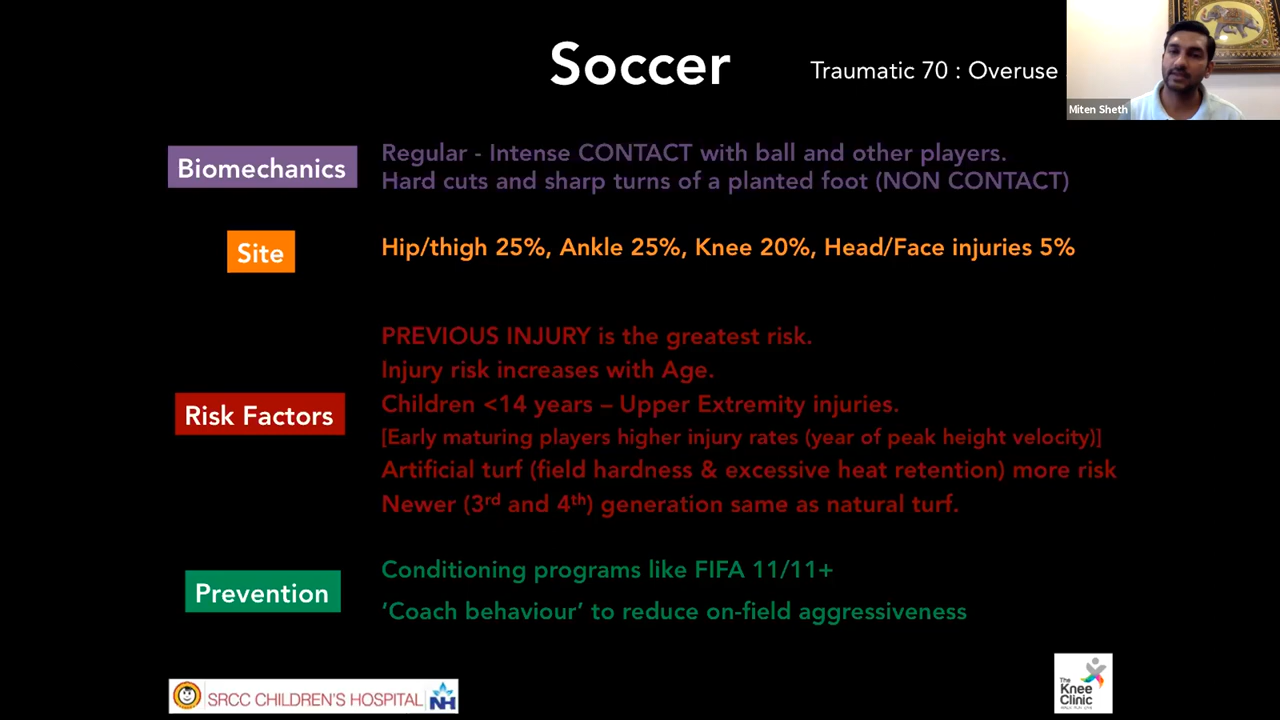 Soccer
Traumatic 70 : Overuse
Miten Sheth
Biomechanics
Regular - Intense CONTACT with ball and other players.
Hard cuts and sharp turns of a planted foot (NON CONTACT)
Site
Hip/thigh 25%, Ankle 25%, Knee 20%, Head/Face injuries 5%
Risk Factors
PREVIOUS INJURY is the greatest risk.
Injury risk increases with Age.
Children <14 years – Upper Extremity injuries.
[Early maturing players higher injury rates (year of peak height velocity)]
Artificial turf (field hardness & excessive heat retention) more risk
Newer (3rd and 4th) generation same as natural turf.
Prevention
Conditioning programs like FIFA 11/11+
‘Coach behaviour’ to reduce on-field aggressiveness
SRCC CHILDREN'S HOSPITAL NH
The
Knee
Clinic